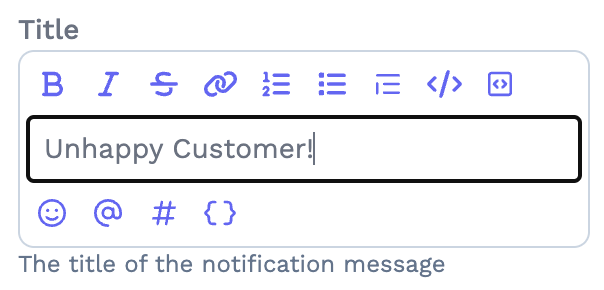 Title
B I S </>
Unhappy Customer!
@ # {}
The title of the notification message